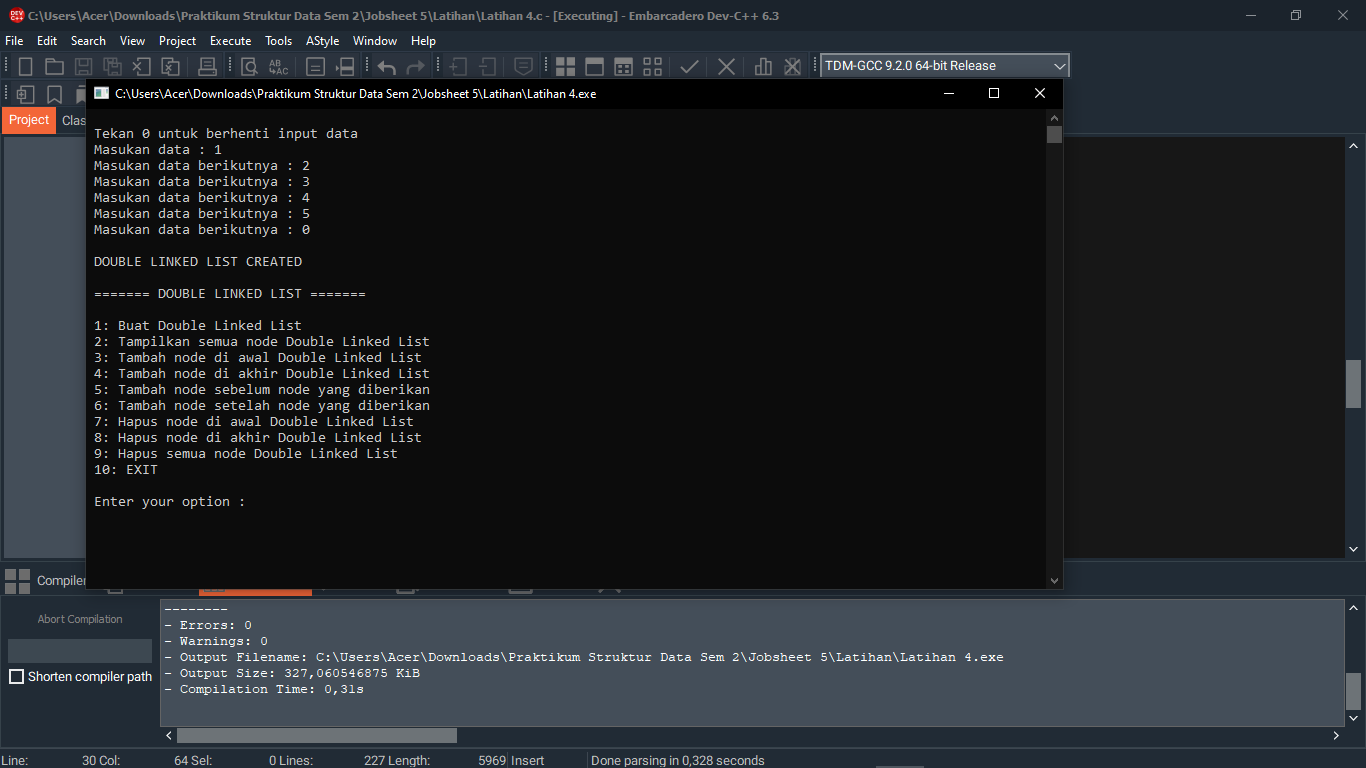 C:\Users\Acer\Downloads\Praktikum Struktur Data Sem 2\Jobsheet 5\Latihan\Latihan 4.c - [Executing] - Embarcadero Dev-C++ 6.3
File Edit Search View Project Execute Tools AStyle Window Help
TDM-GCC 9.2.0 64-bit Release
C:\Users\Acer\Downloads\Praktikum Struktur Data Sem 2\Jobsheet 5\Latihan\Latihan 4.exe
Project Clas
Tekan 0 untuk berhenti input data
Masukan data : 1
Masukan data berikutnya : 2
Masukan data berikutnya : 3
Masukan data berikutnya : 4
Masukan data berikutnya : 5
Masukan data berikutnya : 0
DOUBLE LINKED LIST CREATED
======= DOUBLE LINKED LIST =======
1: Buat Double Linked List
2: Tampilkan semua node Double Linked List
3: Tambah node di awal Double Linked List
4: Tambah node di akhir Double Linked List
5: Tambah node sebelum node yang diberikan
6: Tambah node setelah node yang diberikan
7: Hapus node di awal Double Linked List
8: Hapus node di akhir Double Linked List
9: Hapus semua node Double Linked List
10: EXIT
Enter your option :
Compiler
Abort Compilation
Shorten compiler path
--------
- Errors: 0
- Warnings: 0
- Output Filename: C:\Users\Acer\Downloads\Praktikum Struktur Data Sem 2\Jobsheet 5\Latihan\Latihan 4.exe
- Output Size: 327,060546875 KiB
- Compilation Time: 0,31s
Line: 30 Col: 64 Sel: 0 Lines: 227 Length: 5969 Insert Done parsing in 0,328 seconds